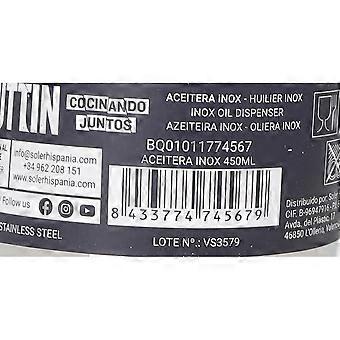 COCINANDO
JUNTOS
ACEITERA INOX - HUILIER INOX
INOX OIL DISPENSER
AZEITEIRA INOX - OLIERA INOX
BQ01011774567
ACEITERA INOX 450ML
8 433774 745679
LOTE Nº.: VS3579
+34 962 208 151
info@solerhispania.com
www.solerhispania.com
Follow us
STAINLESS STEEL
Distribuido por
CIF. B-96947916
Avda. del Plástic,
46850 L'Olleria,